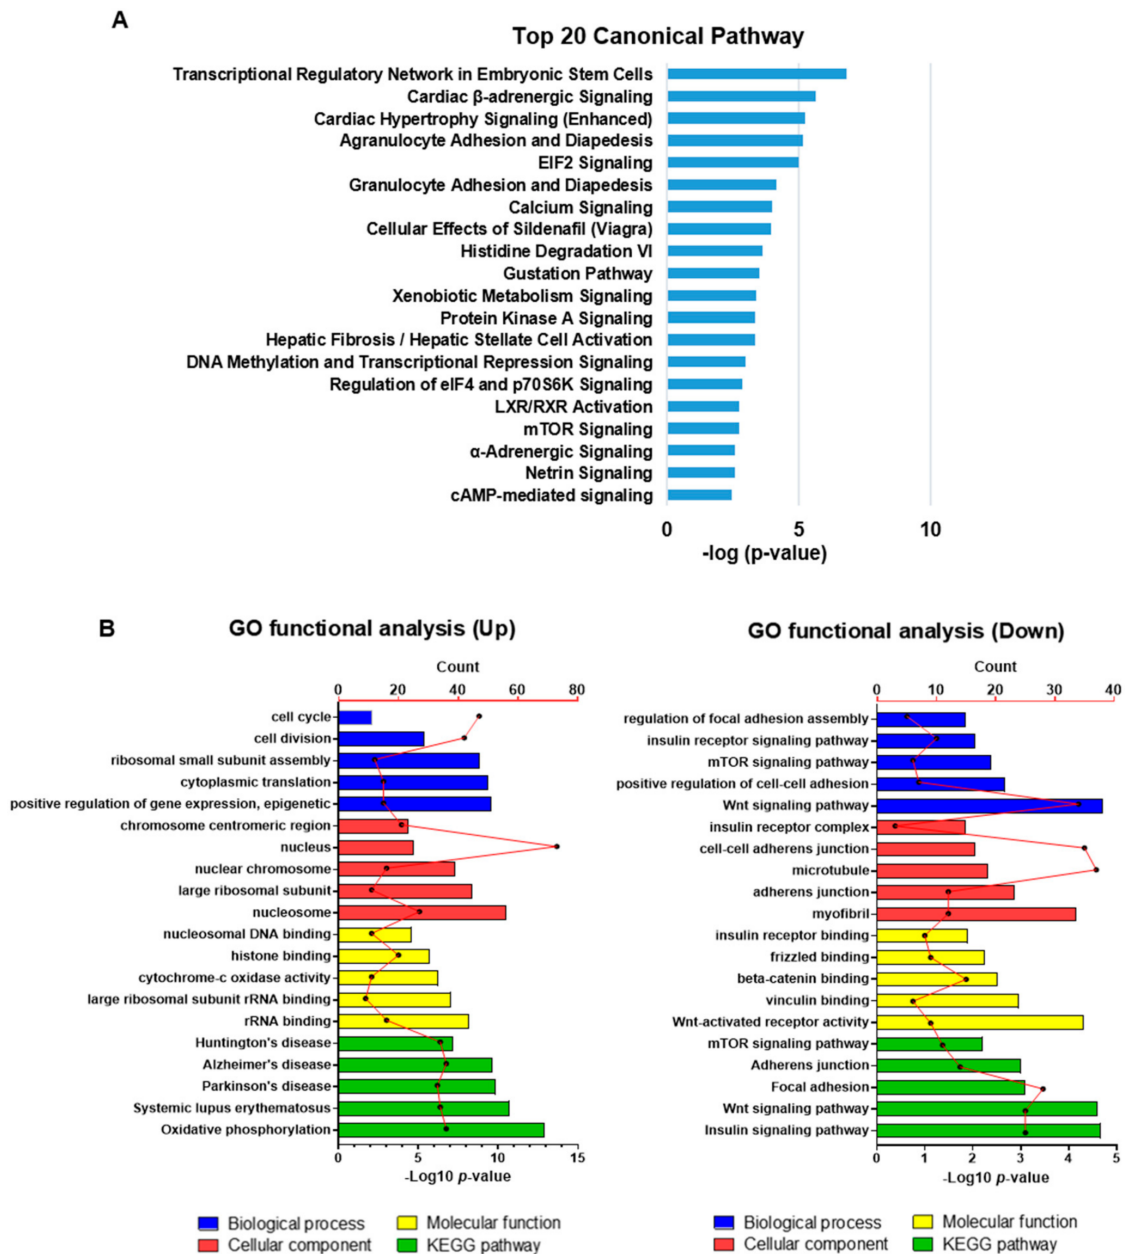 A
Top 20 Canonical Pathway
Transcriptional Regulatory Network in Embryonic Stem Cells
Cardiac β-adrenergic Signaling
Cardiac Hypertrophy Signaling (Enhanced)
Agranulocyte Adhesion and Diapedesis
EIF2 Signaling
Granulocyte Adhesion and Diapedesis
Calcium Signaling
Cellular Effects of Sildenafil (Viagra)
Histidine Degradation VI
Gustation Pathway
Xenobiotic Metabolism Signaling
Protein Kinase A Signaling
Hepatic Fibrosis / Hepatic Stellate Cell Activation
DNA Methylation and Transcriptional Repression Signaling
Regulation of eIF4 and p70S6K Signaling
LXR/RXR Activation
mTOR Signaling
α-Adrenergic Signaling
Netrin Signaling
cAMP-mediated signaling
0 5 10
-log (p-value)
B
GO functional analysis (Up)
Count
0 20 40 60 80
cell cycle
cell division
ribosomal small subunit assembly
cytoplasmic translation
positive regulation of gene expression, epigenetic
chromosome centromeric region
nucleus
nuclear chromosome
large ribosomal subunit
nucleosome
nucleosomal DNA binding
histone binding
cytochrome-c oxidase activity
large ribosomal subunit rRNA binding
rRNA binding
Huntington's disease
Alzheimer's disease
Parkinson's disease
Systemic lupus erythematosus
Oxidative phosphorylation
0 5 10 15
-Log10 p-value
Biological process
Cellular component
Molecular function
KEGG pathway
GO functional analysis (Down)
Count
0 10 20 30 40
regulation of focal adhesion assembly
insulin receptor signaling pathway
mTOR signaling pathway
positive regulation of cell-cell adhesion
Wnt signaling pathway
insulin receptor complex
cell-cell adherens junction
microtubule
adherens junction
myofibril
insulin receptor binding
frizzled binding
beta-catenin binding
vinculin binding
Wnt-activated receptor activity
mTOR signaling pathway
Adherens junction
Focal adhesion
Wnt signaling pathway
Insulin signaling pathway
0 1 2 3 4 5
-Log10 p-value
Biological process
Cellular component
Molecular function
KEGG pathway